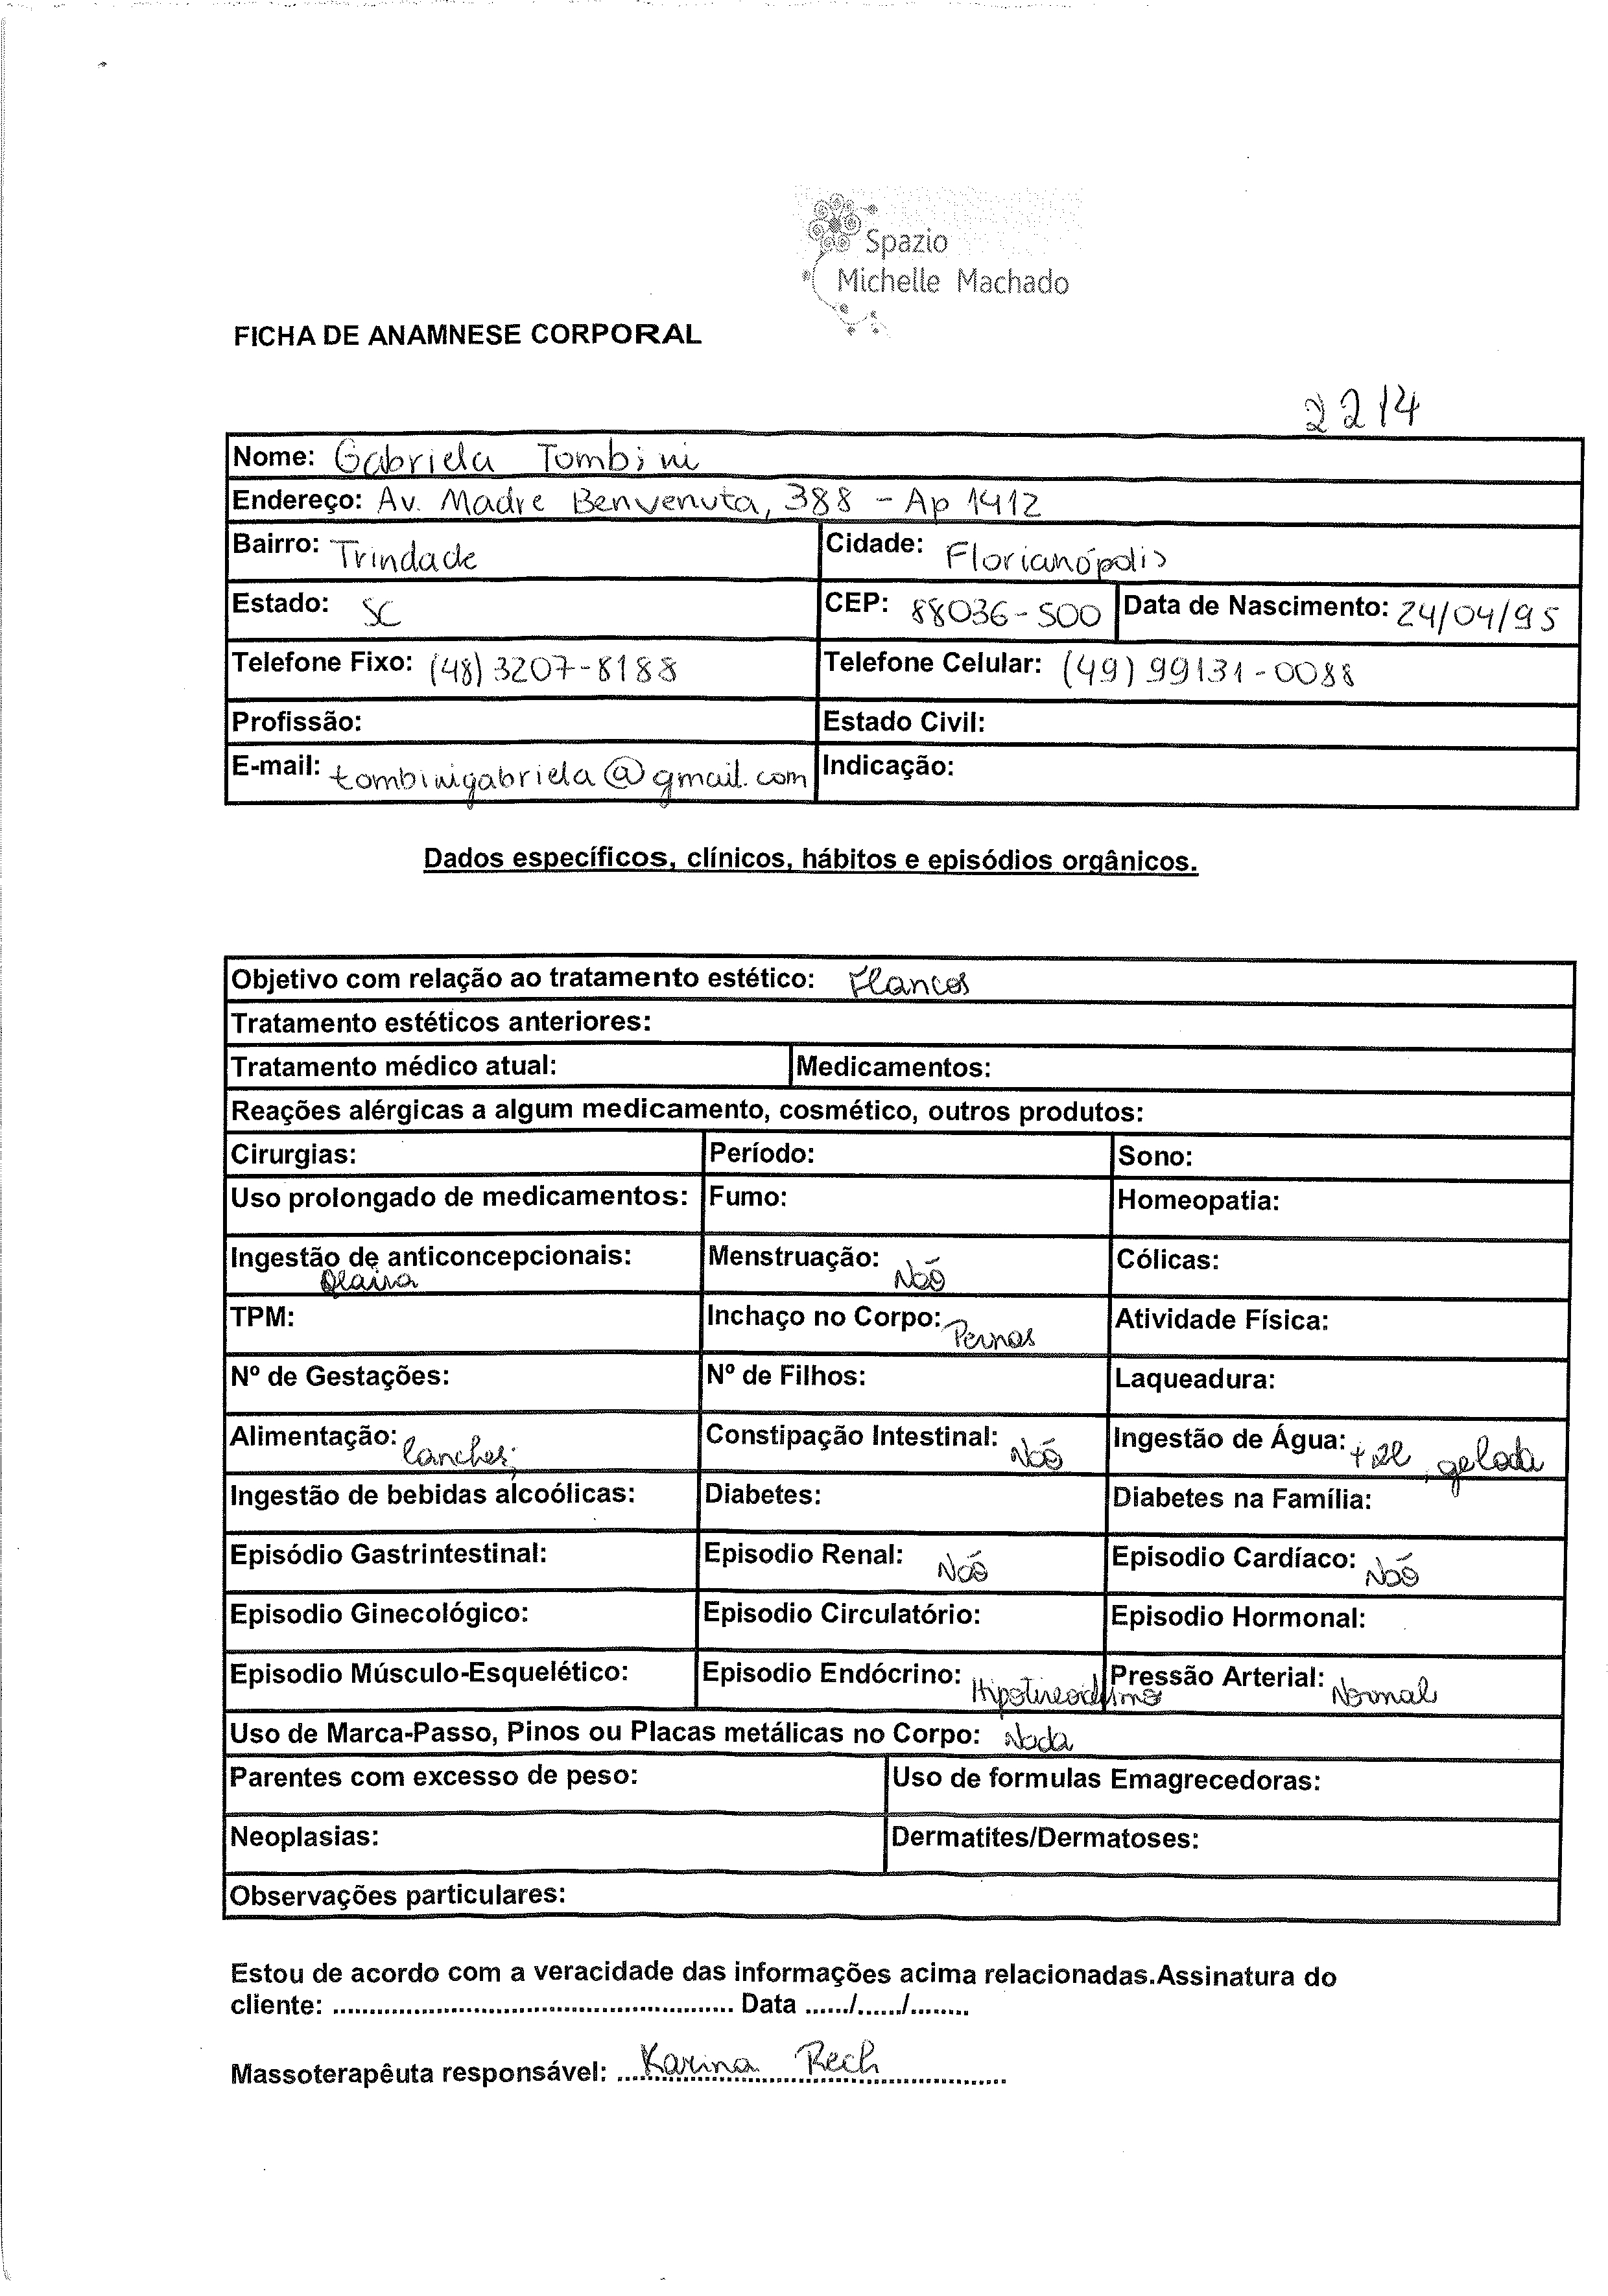 Spazio
Michelle Machado
FICHA DE ANAMNESE CORPORAL
2214
Nome: Gabriela Tombini
Endereço: Av. Madre Benvenuta, 388 - Ap 1412
Bairro: Trindade Cidade: Florianópolis
Estado: SC CEP: 88036-500 Data de Nascimento: 24/04/95
Telefone Fixo: (48) 3207-8188 Telefone Celular: (49) 99131-0088
Profissão: Estado Civil:
E-mail: tombinigabriela@gmail.com Indicação:
Dados específicos, clínicos, hábitos e episódios orgânicos.
Objetivo com relação ao tratamento estético: Flancos
Tratamento estéticos anteriores:
Tratamento médico atual: Medicamentos:
Reações alérgicas a algum medicamento, cosmético, outros produtos:
Cirurgias: Período: Sono:
Uso prolongado de medicamentos: Fumo: Homeopatia:
Ingestão de anticoncepcionais: Menstruação: Não Cólicas:
TPM: Inchaço no Corpo: Pernas Atividade Física:
Nº de Gestações: Nº de Filhos: Laqueadura:
Alimentação: lanches; Constipação Intestinal: Não Ingestão de Água: + 2l, gelada
Ingestão de bebidas alcoólicas: Diabetes: Diabetes na Família:
Episódio Gastrintestinal: Episodio Renal: Não Episodio Cardíaco: Não
Episodio Ginecológico: Episodio Circulatório: Episodio Hormonal:
Episodio Músculo-Esquelético: Episodio Endócrino: Hipotireoidismo Pressão Arterial: Normal
Uso de Marca-Passo, Pinos ou Placas metálicas no Corpo: Nada
Parentes com excesso de peso: Uso de formulas Emagrecedoras:
Neoplasias: Dermatites/Dermatoses:
Observações particulares:
Estou de acordo com a veracidade das informações acima relacionadas.Assinatura do
cliente: ........................................................ Data ....../....../........
Massoterapêuta responsável: Karina Rech